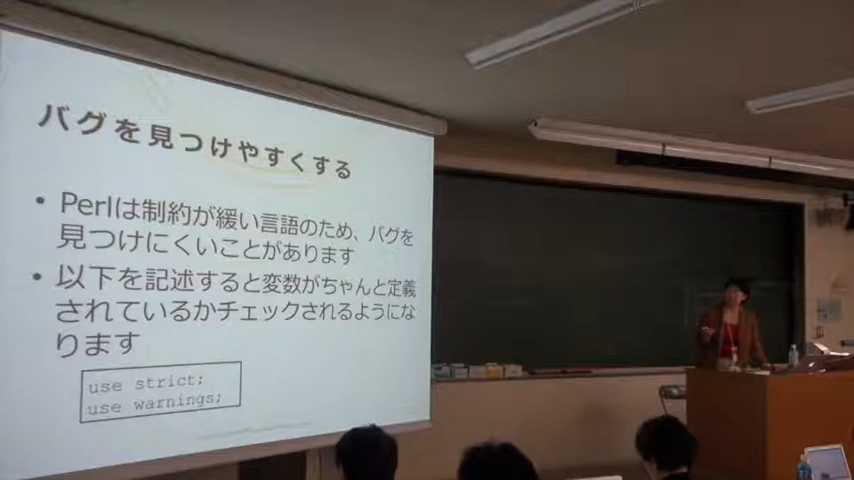 バグを見つけやすくする
• Perlは制約が緩い言語のため、バグを
見つけにくいことがあります
• 以下を記述すると変数がちゃんと定義
されているかチェックされるようにな
ります
use strict;
use warnings;